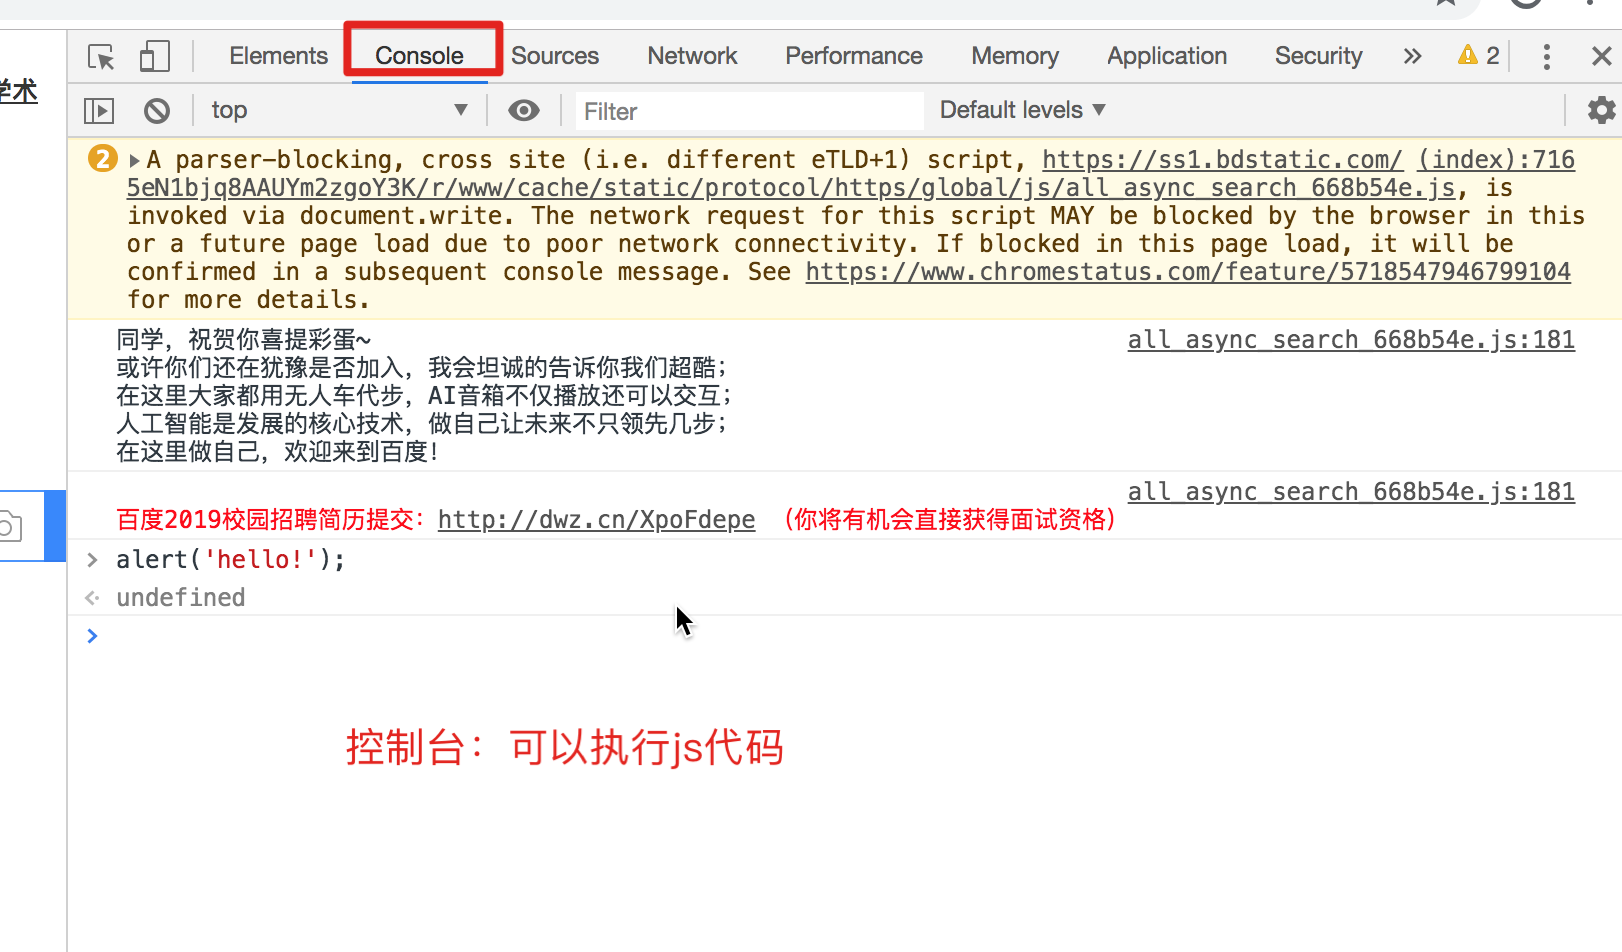 学术
Elements Console Sources Network Performance Memory Application Security » 2
top Filter Default levels
2 A parser-blocking, cross site (i.e. different eTLD+1) script, https://ss1.bdstatic.com/ (index):716
5eN1bjq8AAUYm2zgoY3K/r/www/cache/static/protocol/https/global/js/all_async_search_668b54e.js, is
invoked via document.write. The network request for this script MAY be blocked by the browser in this
or a future page load due to poor network connectivity. If blocked in this page load, it will be
confirmed in a subsequent console message. See https://www.chromestatus.com/feature/5718547946799104
for more details.
同学，祝贺你喜提彩蛋~ all_async_search_668b54e.js:181
或许你们还在犹豫是否加入，我会坦诚的告诉你我们超酷；
在这里大家都用无人车代步，AI音箱不仅播放还可以交互；
人工智能是发展的核心技术，做自己让未来不只领先几步；
在这里做自己，欢迎来到百度！
all_async_search_668b54e.js:181
百度2019校园招聘简历提交：http://dwz.cn/XpoFdepe （你将有机会直接获得面试资格）
> alert('hello!');
undefined
>
控制台：可以执行js代码